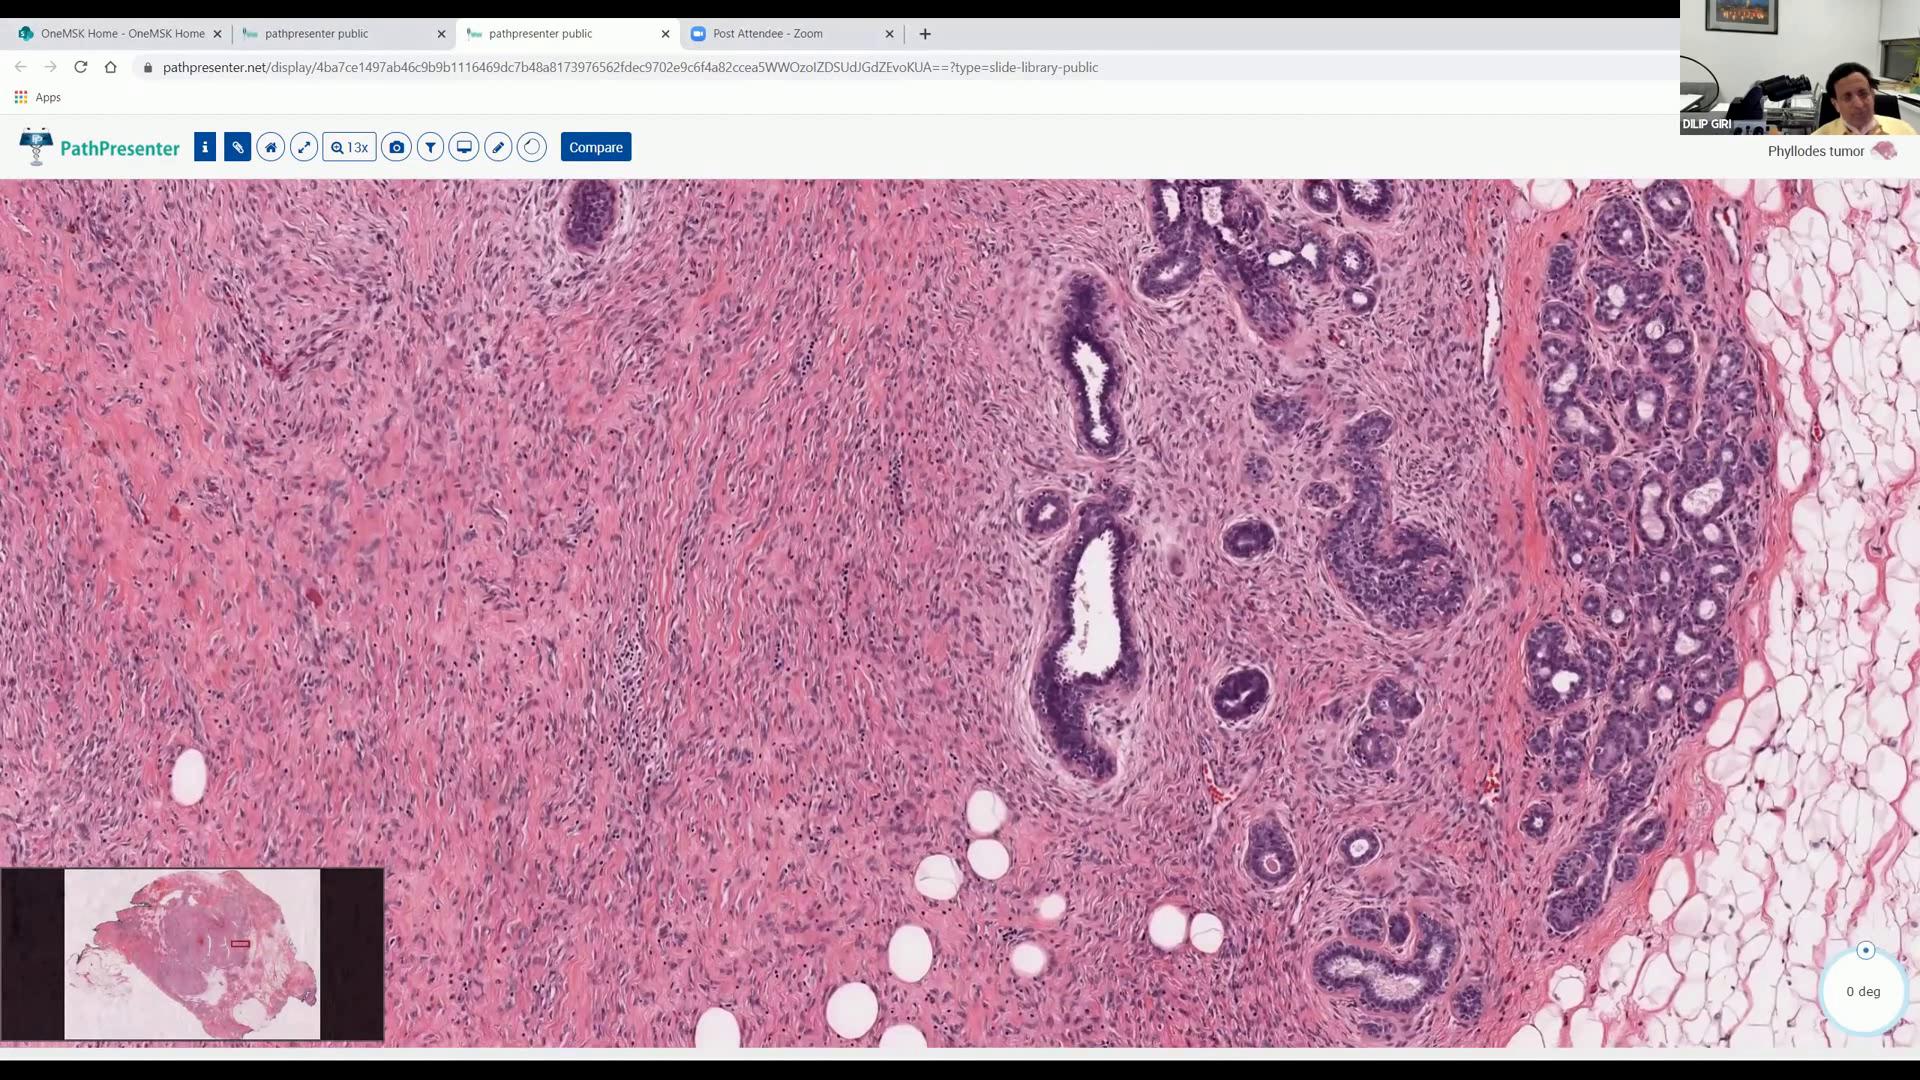 OneMSK Home - OneMSK Home
pathpresenter public
pathpresenter public
Post Attendee - Zoom
pathpresenter.net/display/4ba7ce1497ab46c9b9b1116469dc7b48a8173976562fdec9702e9c6f4a82ccea5WWOzoIZDSUdJGdZEvoKUA==?type=slide-library-public
Apps
DILIP GIRI
PathPresenter
13x
Compare
Phyllodes tumor
0 deg